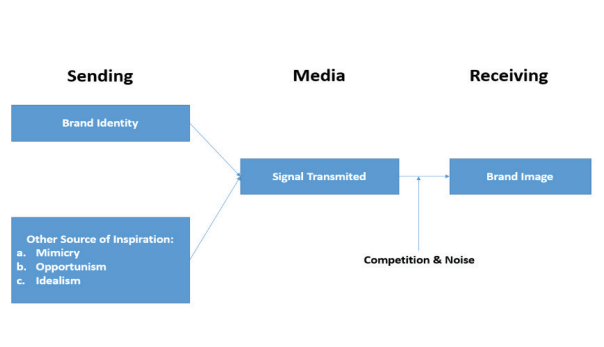 Sending
Media
Receiving
Brand Identity
Signal Transmited
Brand Image
Other Source of Inspiration:
a. Mimicry
b. Opportunism
c. Idealism
Competition & Noise